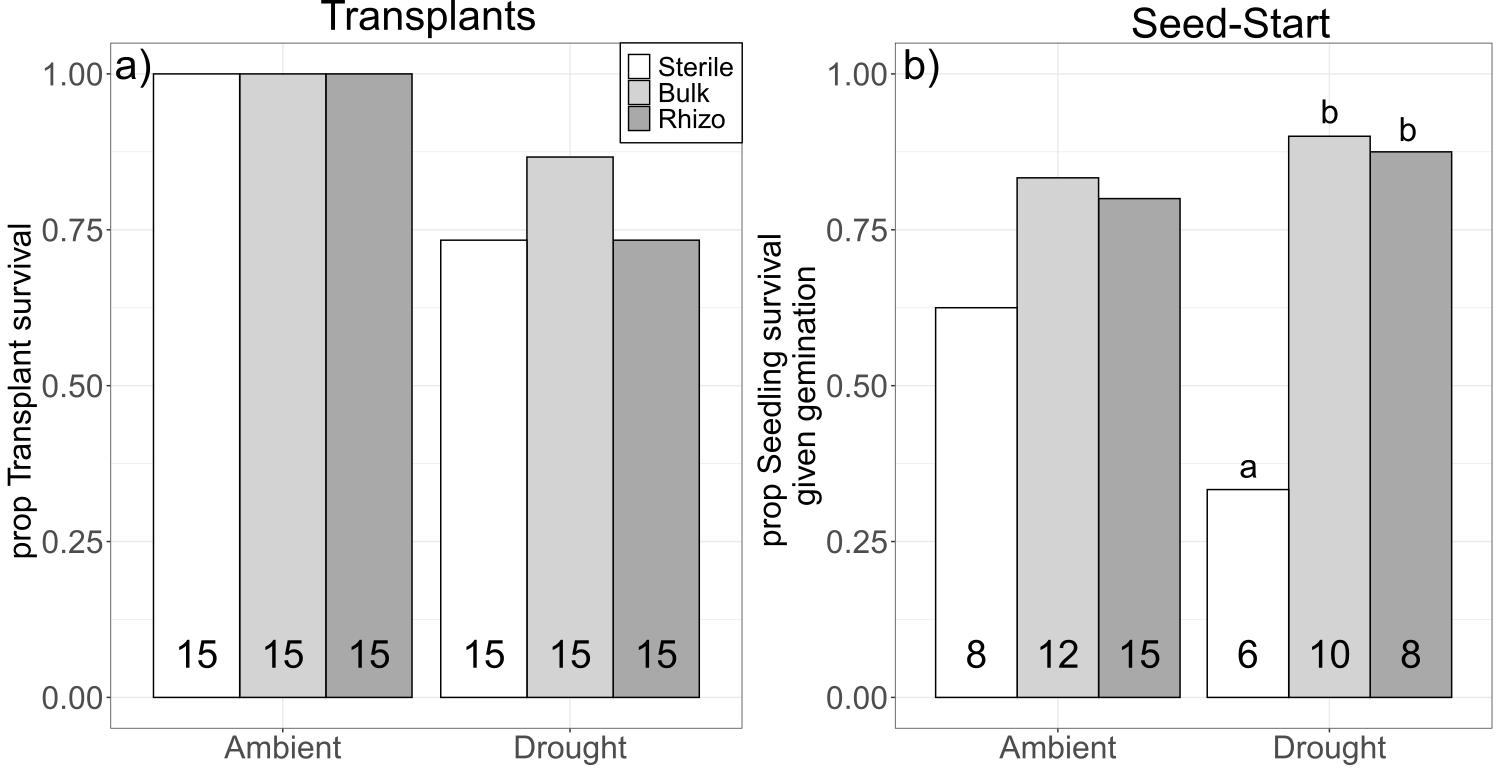 Transplants
a)
Sterile
Bulk
Rhizo
prop Transplant survival
1.00
0.75
0.50
0.25
0.00
15 15 15 15 15 15
Ambient Drought
Seed-Start
b)
prop Seedling survival
given gemination
1.00
0.75
0.50
0.25
0.00
b
b
a
8 12 15 6 10 8
Ambient Drought